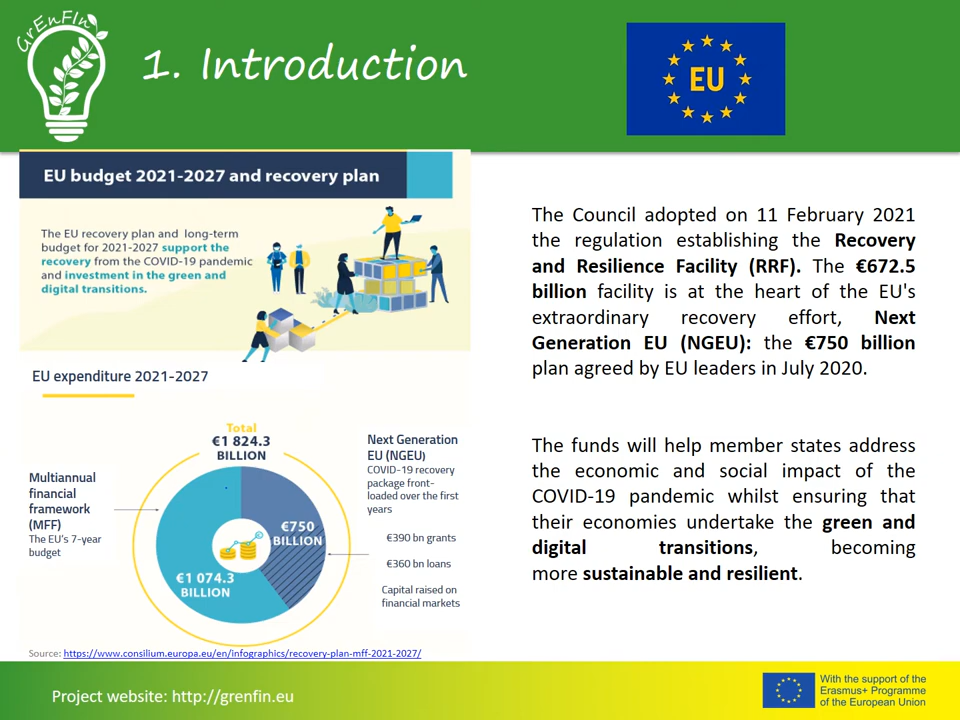 GrEnFIn
1. Introduction
EU
EU budget 2021-2027 and recovery plan
The EU recovery plan and long-term
budget for 2021-2027 support the
recovery from the COVID-19 pandemic
and investment in the green and
digital transitions.
EU expenditure 2021-2027
Total
€1 824.3
BILLION
Multiannual
financial
framework
(MFF)
The EU's 7-year
budget
€1 074.3
BILLION
€750
BILLION
Next Generation
EU (NGEU)
COVID-19 recovery
package front-
loaded over the first
years
€390 bn grants
€360 bn loans
Capital raised on
financial markets
Source: https://www.consilium.europa.eu/en/infographics/recovery-plan-mff-2021-2027/
The Council adopted on 11 February 2021
the regulation establishing the Recovery
and Resilience Facility (RRF). The €672.5
billion facility is at the heart of the EU's
extraordinary recovery effort, Next
Generation EU (NGEU): the €750 billion
plan agreed by EU leaders in July 2020.
The funds will help member states address
the economic and social impact of the
COVID-19 pandemic whilst ensuring that
their economies undertake the green and
digital transitions, becoming
more sustainable and resilient.
Project website: http://grenfin.eu
With the support of the
Erasmus+ Programme
of the European Union